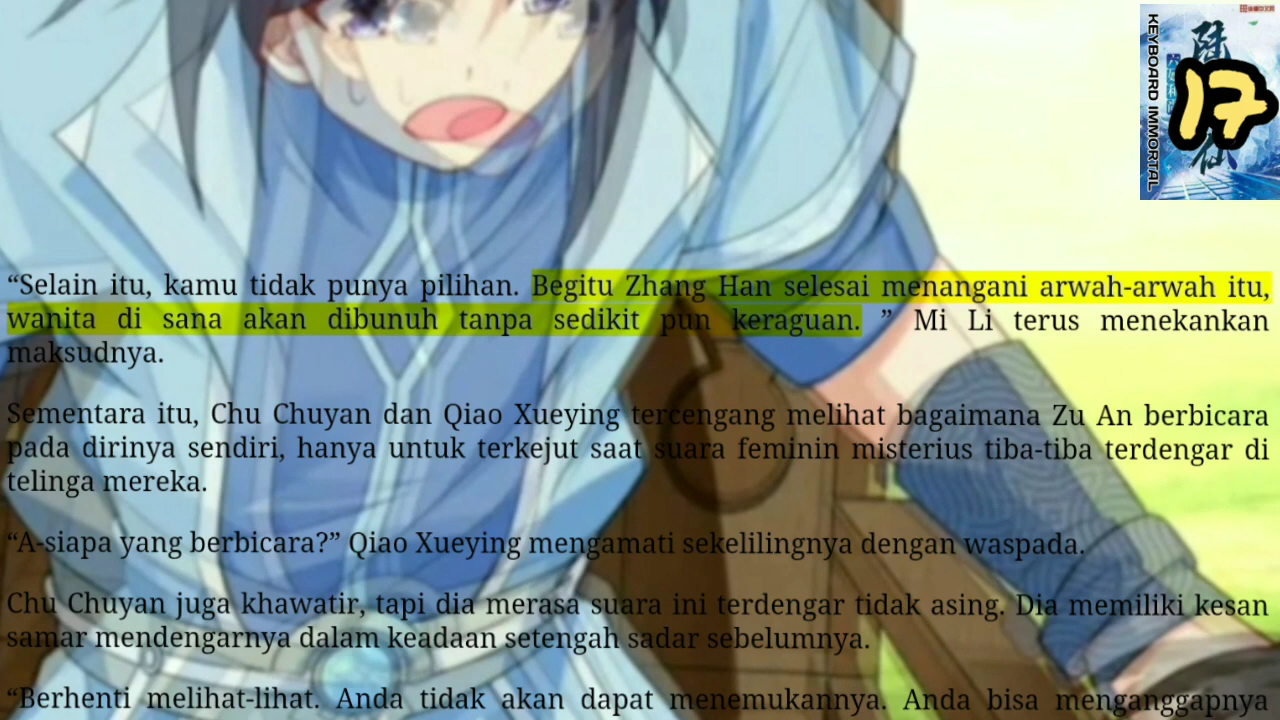 KEYBOARD IMMORTAL
17
“Selain itu, kamu tidak punya pilihan. Begitu Zhang Han selesai menangani arwah-arwah itu,
wanita di sana akan dibunuh tanpa sedikit pun keraguan. ” Mi Li terus menekankan
maksudnya.
Sementara itu, Chu Chuyan dan Qiao Xueying tercengang melihat bagaimana Zu An berbicara
pada dirinya sendiri, hanya untuk terkejut saat suara feminin misterius tiba-tiba terdengar di
telinga mereka.
“A-siapa yang berbicara?” Qiao Xueying mengamati sekelilingnya dengan waspada.
Chu Chuyan juga khawatir, tapi dia merasa suara ini terdengar tidak asing. Dia memiliki kesan
samar mendengarnya dalam keadaan setengah sadar sebelumnya.
“Berhenti melihat-lihat. Anda tidak akan dapat menemukannya. Anda bisa menganggapnya